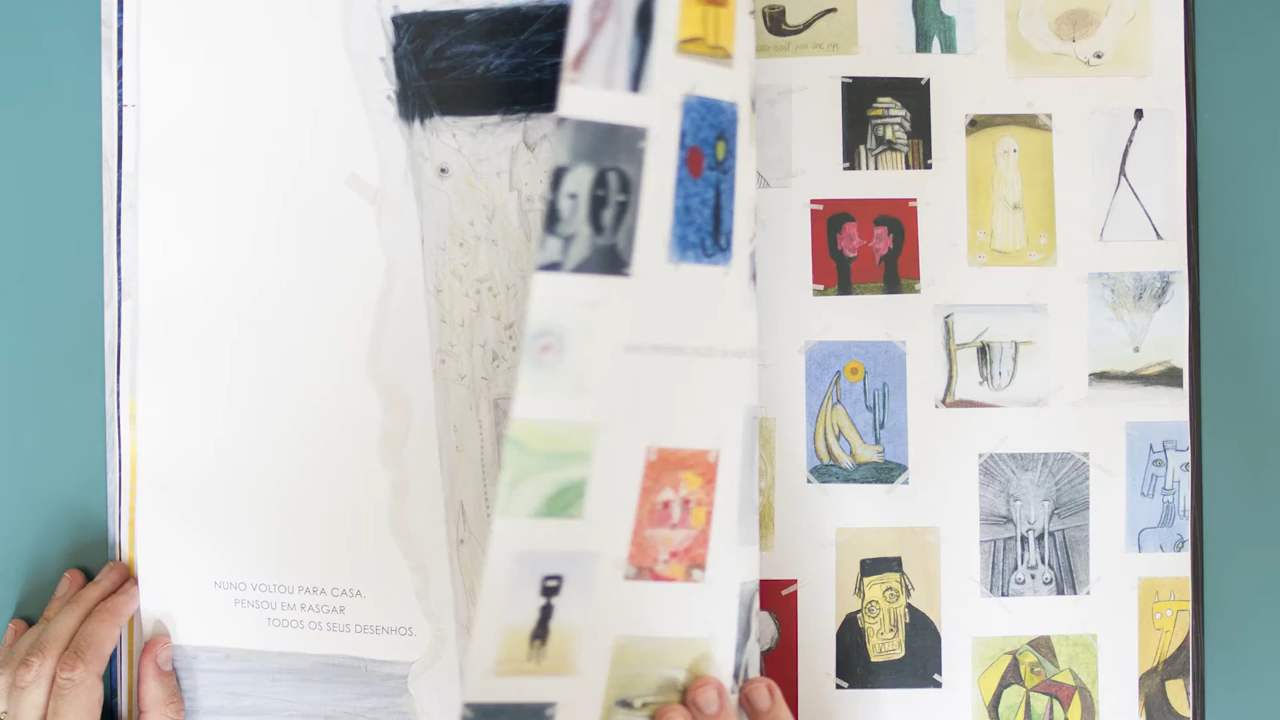 NUNO VOLTOU PARA CASA,
PENSOU EM RASGAR
TODOS OS SEUS DESENHOS.